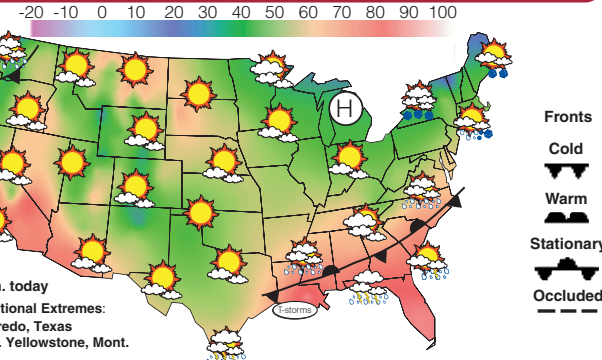 -20 -10 0 10 20 30 40 50 60 70 80 90 100
H
Fronts
Cold
Warm
Stationary
Occluded
T-storms
. today
tional Extremes:
redo, Texas
. Yellowstone, Mont.